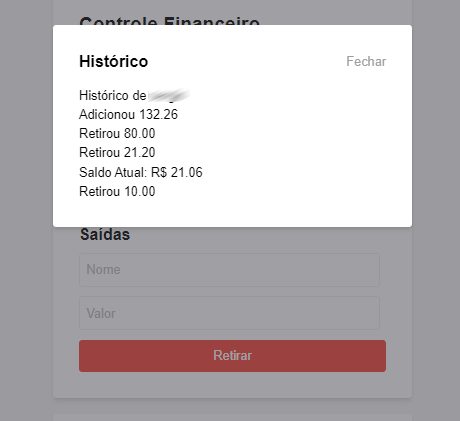 Controle Financeiro
Histórico
Fechar
Histórico de
Adicionou 132.26
Retirou 80.00
Retirou 21.20
Saldo Atual: R$ 21.06
Retirou 10.00
Saídas
Nome
Valor
Retirar